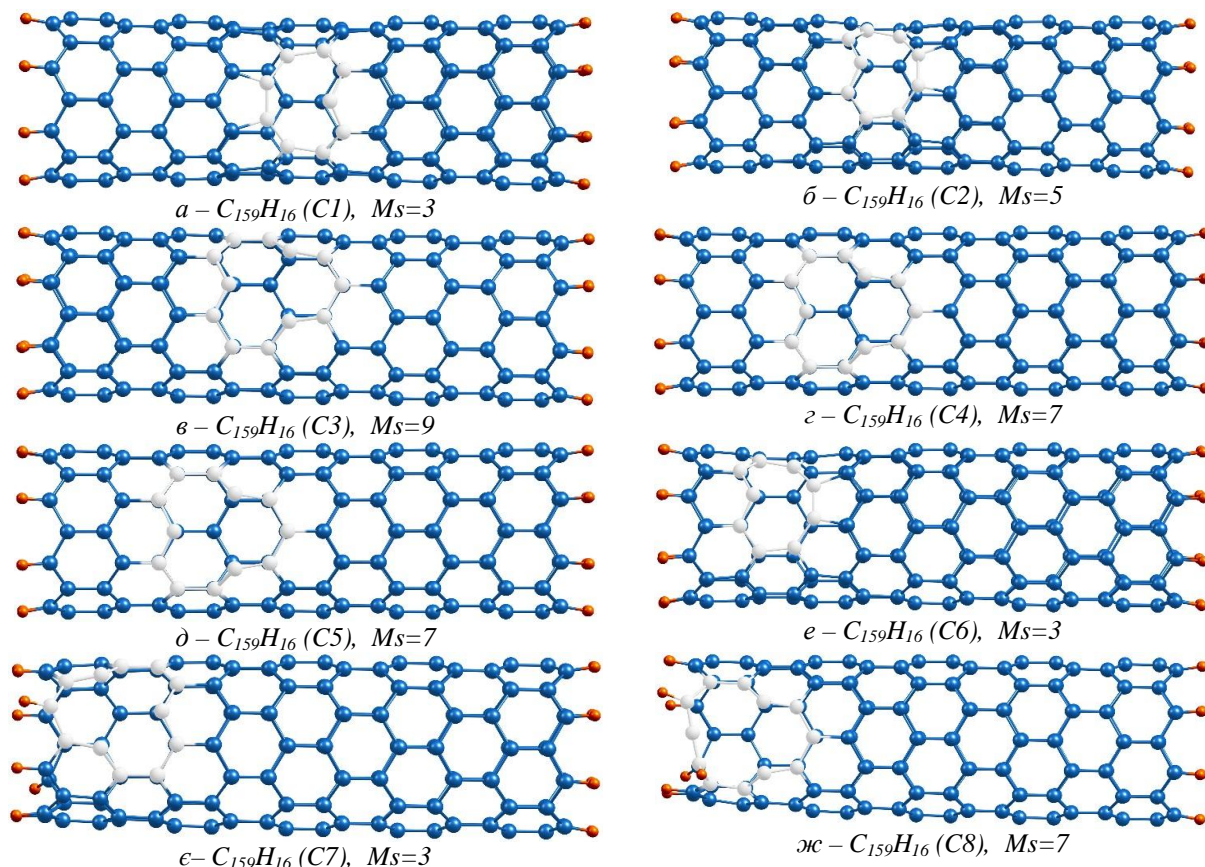 а – C₁₅₉H₁₆ (C1), Ms=3
б – C₁₅₉H₁₆ (C2), Ms=5
в – C₁₅₉H₁₆ (C3), Ms=9
г – C₁₅₉H₁₆ (C4), Ms=7
д – C₁₅₉H₁₆ (C5), Ms=7
е – C₁₅₉H₁₆ (C6), Ms=3
є– C₁₅₉H₁₆ (C7), Ms=3
ж – C₁₅₉H₁₆ (C8), Ms=7